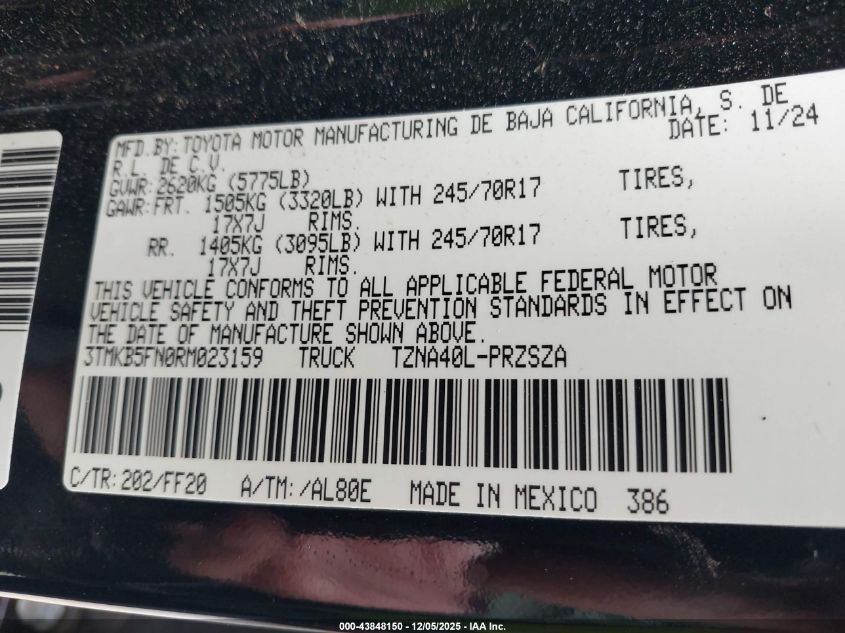 MFD.BY: TOYOTA MOTOR MANUFACTURING DE BAJA CALIFORNIA, S. DE
R.L. DE C.V. DATE: 11/24
GVWR: 2620KG (5775LB)
GAWR: FRT. 1505KG (3320LB) WITH 245/70R17 TIRES,
17X7J RIMS.
RR. 1405KG (3095LB) WITH 245/70R17 TIRES,
17X7J RIMS.
THIS VEHICLE CONFORMS TO ALL APPLICABLE FEDERAL MOTOR
VEHICLE SAFETY AND THEFT PREVENTION STANDARDS IN EFFECT ON
THE DATE OF MANUFACTURE SHOWN ABOVE.
3TMKB5FN0RM023159 TRUCK TZNA40L-PRZSZA
C/TR: 202/FF20 A/TM: /AL80E MADE IN MEXICO 386
000-43848150 - 12/05/2025 - IAA Inc.